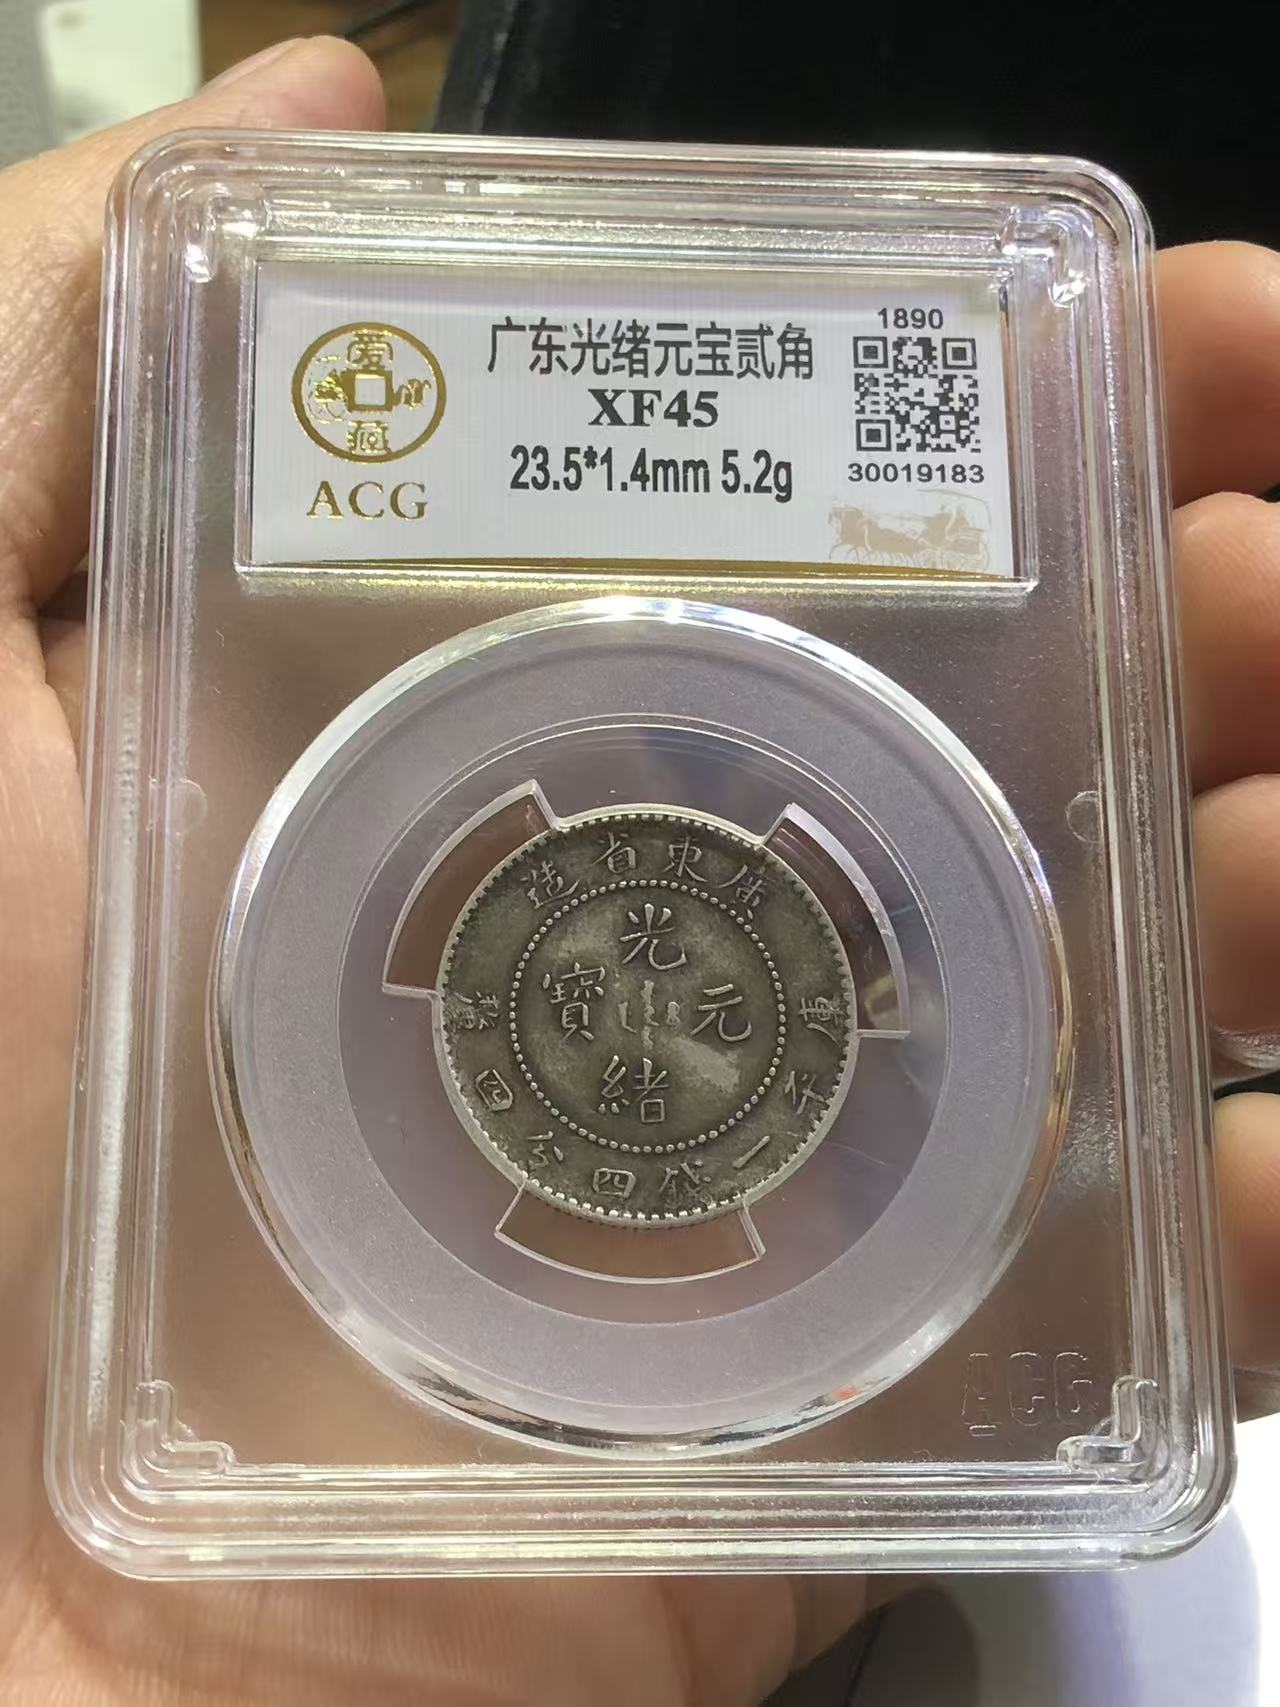 爱藏
ACG
广东光绪元宝贰角
XF45
23.5*1.4mm 5.2g
1890
30019183
廣東省造
光緒元寶
庫平一錢四分四釐
ACG